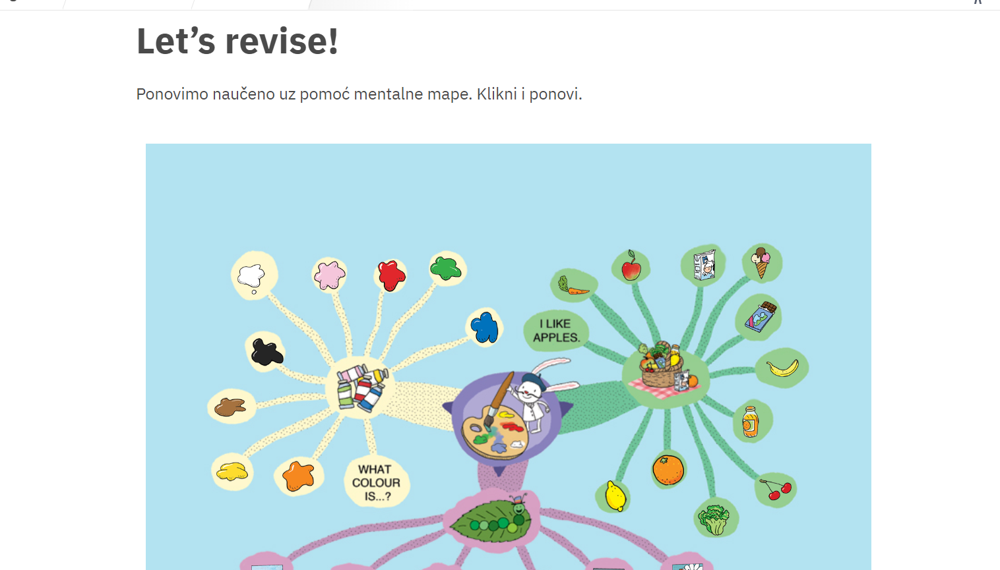 Let’s revise!
Ponovimo naučeno uz pomoć mentalne mape. Klikni i ponovi.
I LIKE
APPLES.
WHAT
COLOUR
IS...?